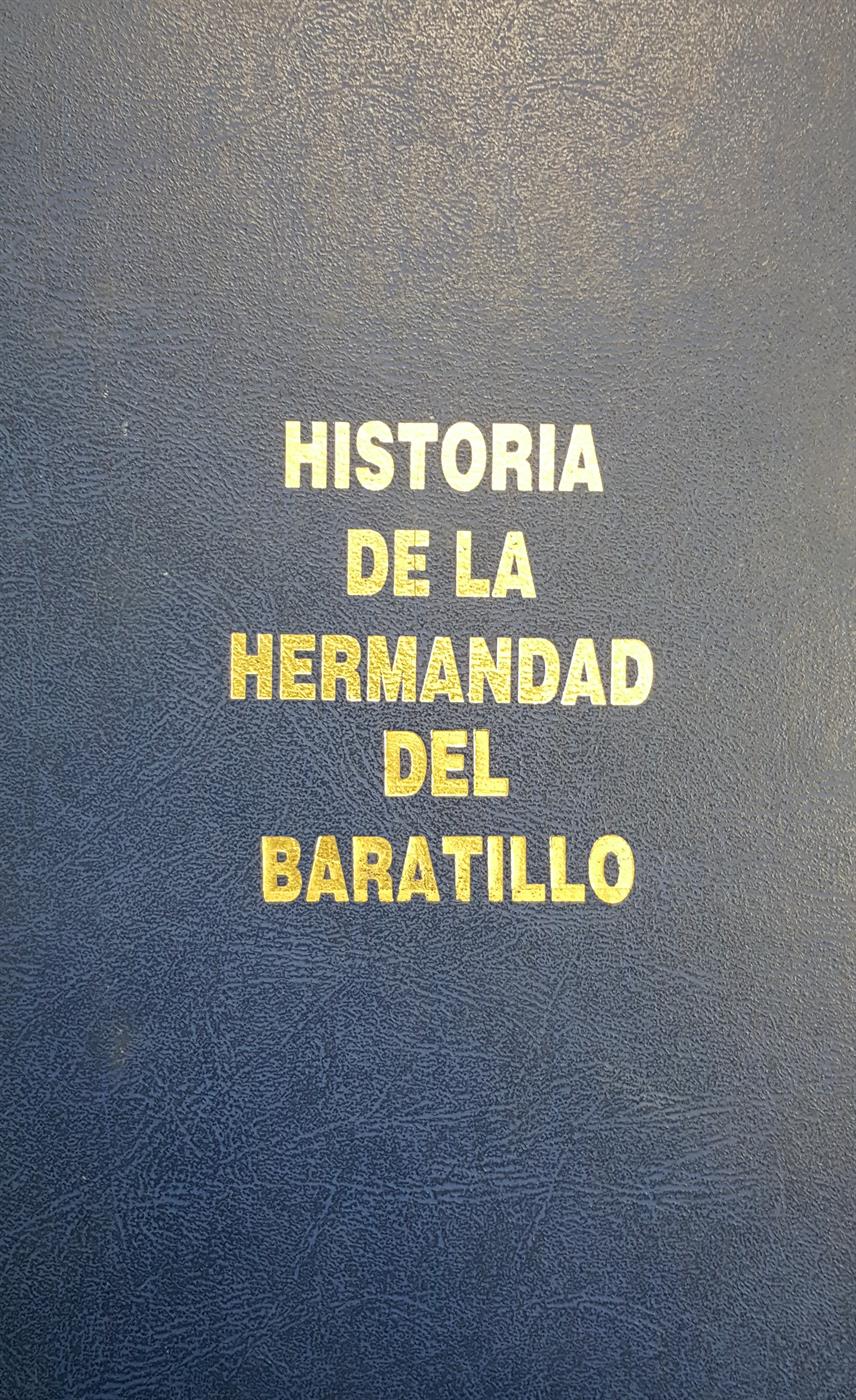 HISTORIA
DE LA
HERMANDAD
DEL
BARATILLO